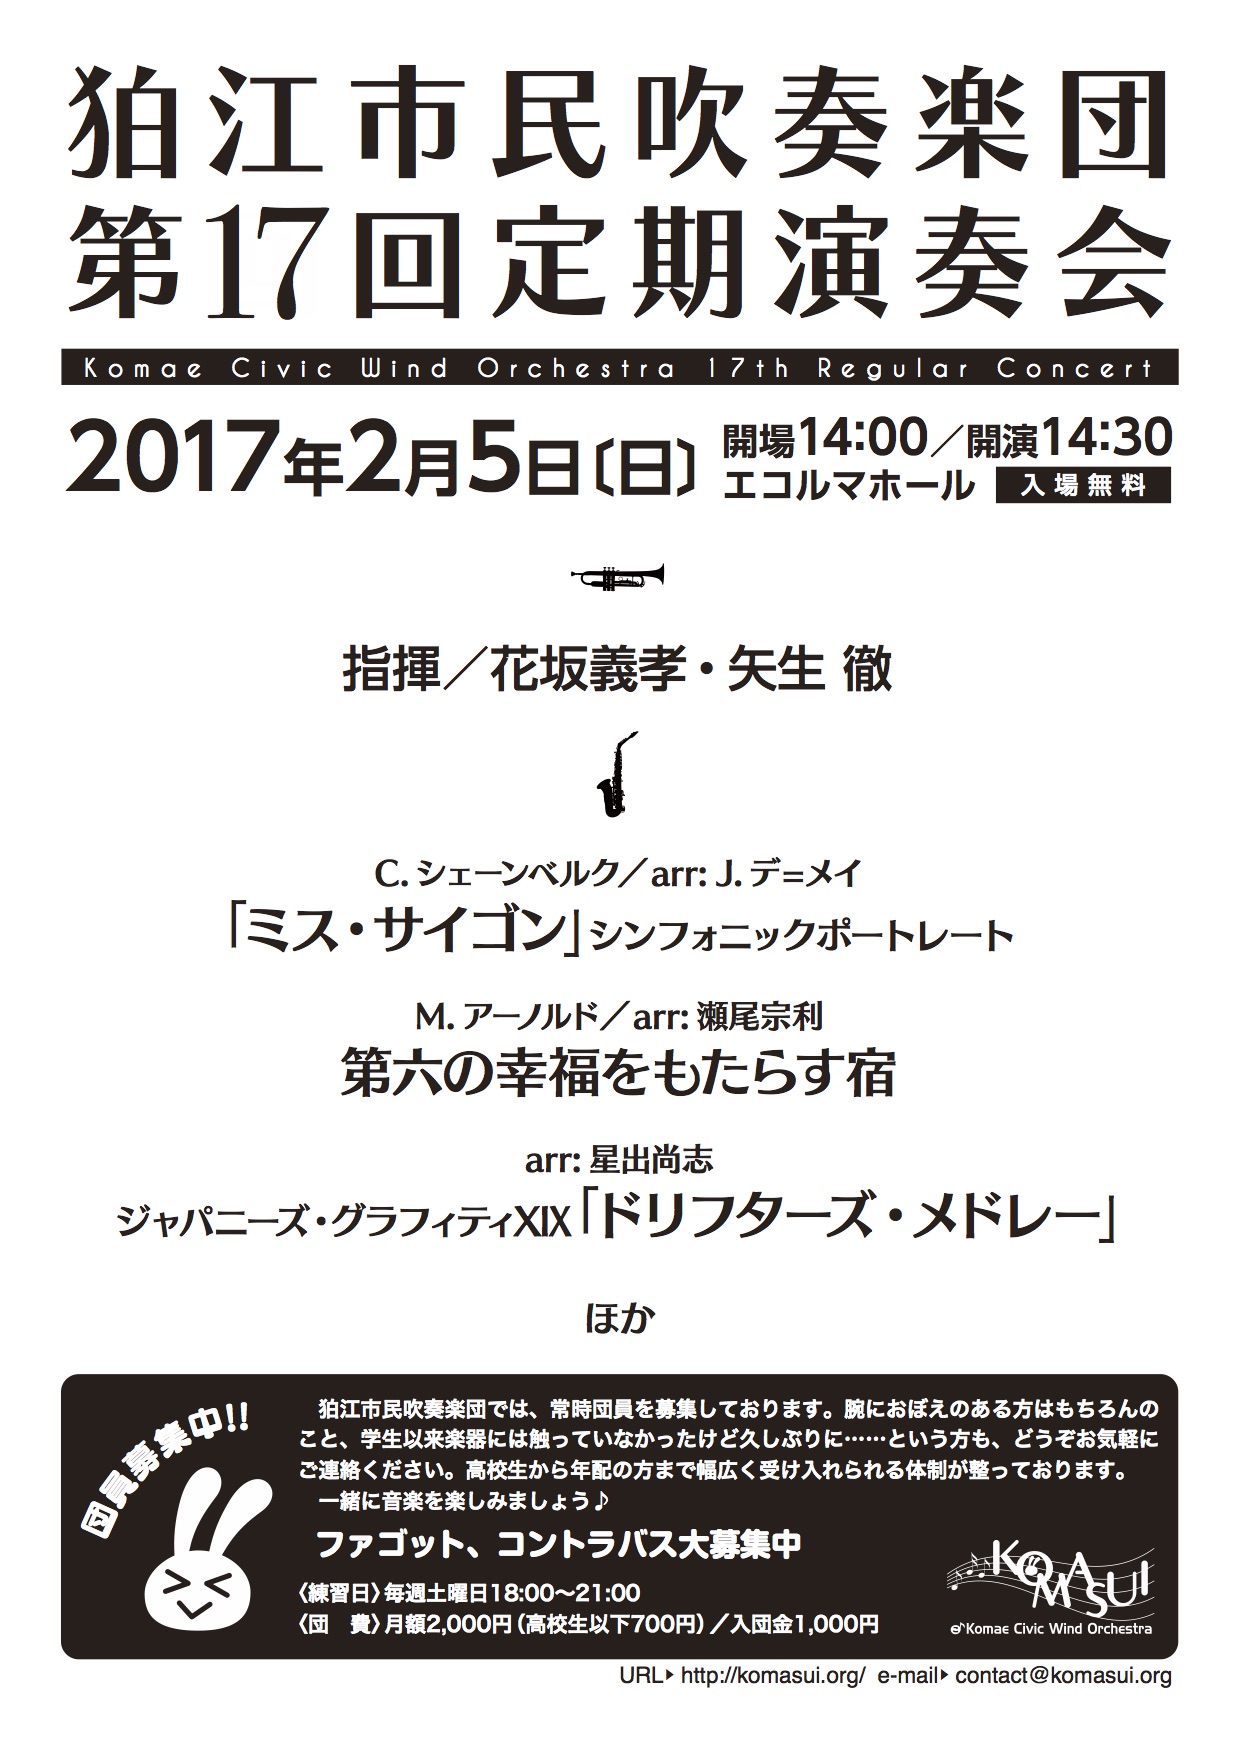 狛江市民吹奏楽団
第17回定期演奏会
Komae Civic Wind Orchestra 17th Regular Concert
2017年2月5日〔日〕 開場14:00／開演14:30
エコルマホール 入場無料
指揮／花坂義孝・矢生 徹
C. シェーンベルク／arr: J. デ=メイ
「ミス・サイゴン」シンフォニックポートレート
M. アーノルド／arr: 瀬尾宗利
第六の幸福をもたらす宿
arr: 星出尚志
ジャパニーズ・グラフィティXIX「ドリフターズ・メドレー」
ほか
団員募集中!!
狛江市民吹奏楽団では、常時団員を募集しております。腕におぼえのある方はもちろんの
こと、学生以来楽器には触っていなかったけど久しぶりに……という方も、どうぞお気軽に
ご連絡ください。高校生から年配の方まで幅広く受け入れられる体制が整っております。
一緒に音楽を楽しみましょう♪
ファゴット、コントラバス大募集中
〈練習日〉毎週土曜日18:00〜21:00
〈団　費〉月額2,000円（高校生以下700円）／入団金1,000円
KOMASUI
Komae Civic Wind Orchestra
URL▶ http://komasui.org/ e-mail▶ contact@komasui.org